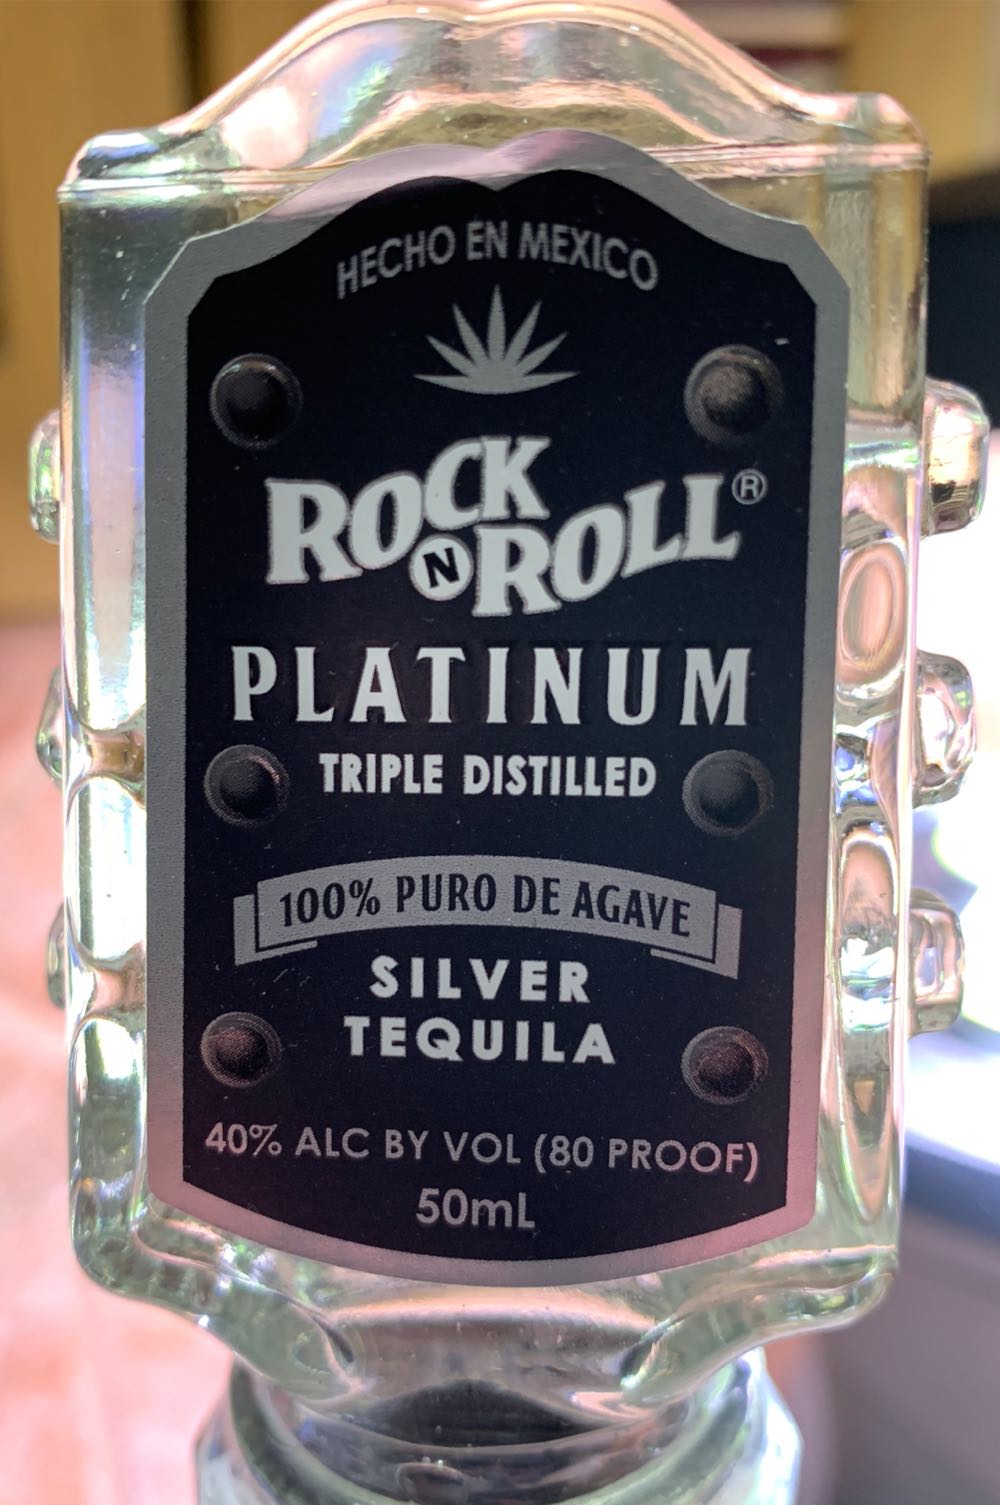 HECHO EN MEXICO
ROCK N ROLL®
PLATINUM
TRIPLE DISTILLED
100% PURO DE AGAVE
SILVER
TEQUILA
40% ALC BY VOL (80 PROOF)
50mL